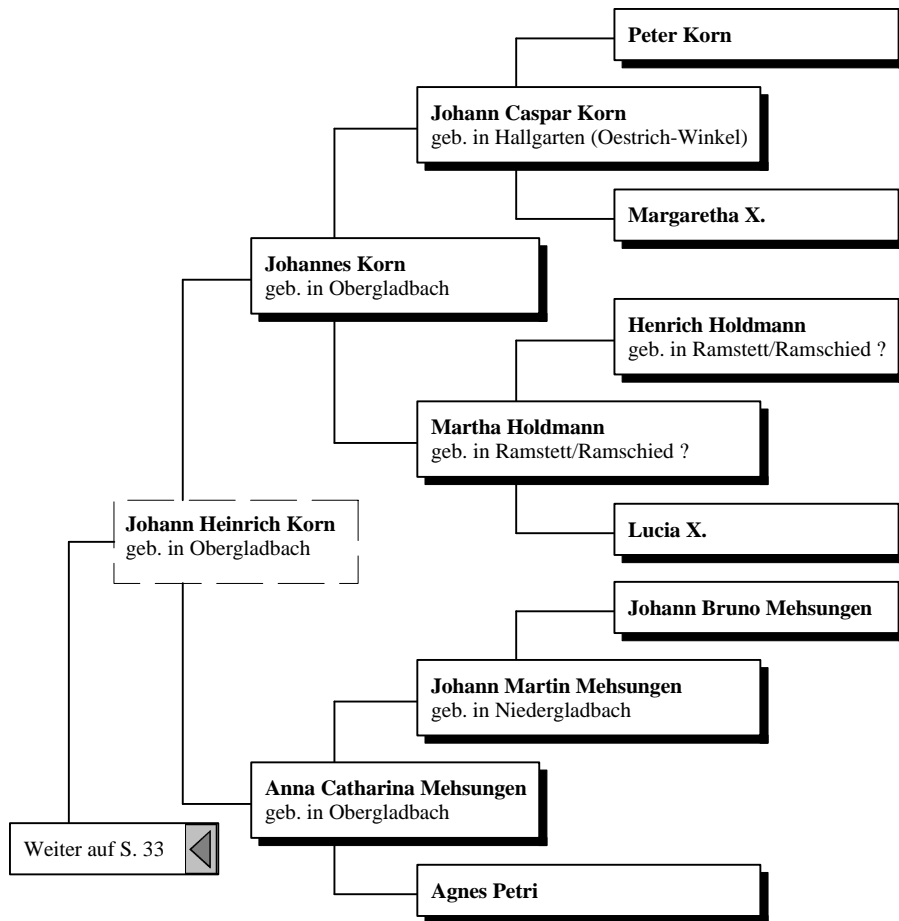 Peter Korn
Johann Caspar Korn
geb. in Hallgarten (Oestrich-Winkel)
Margaretha X.
Johannes Korn
geb. in Obergladbach
Henrich Holdmann
geb. in Ramstett/Ramschied ?
Martha Holdmann
geb. in Ramstett/Ramschied ?
Lucia X.
Johann Heinrich Korn
geb. in Obergladbach
Johann Bruno Mehsungen
Johann Martin Mehsungen
geb. in Niedergladbach
Anna Catharina Mehsungen
geb. in Obergladbach
Weiter auf S. 33
Agnes Petri